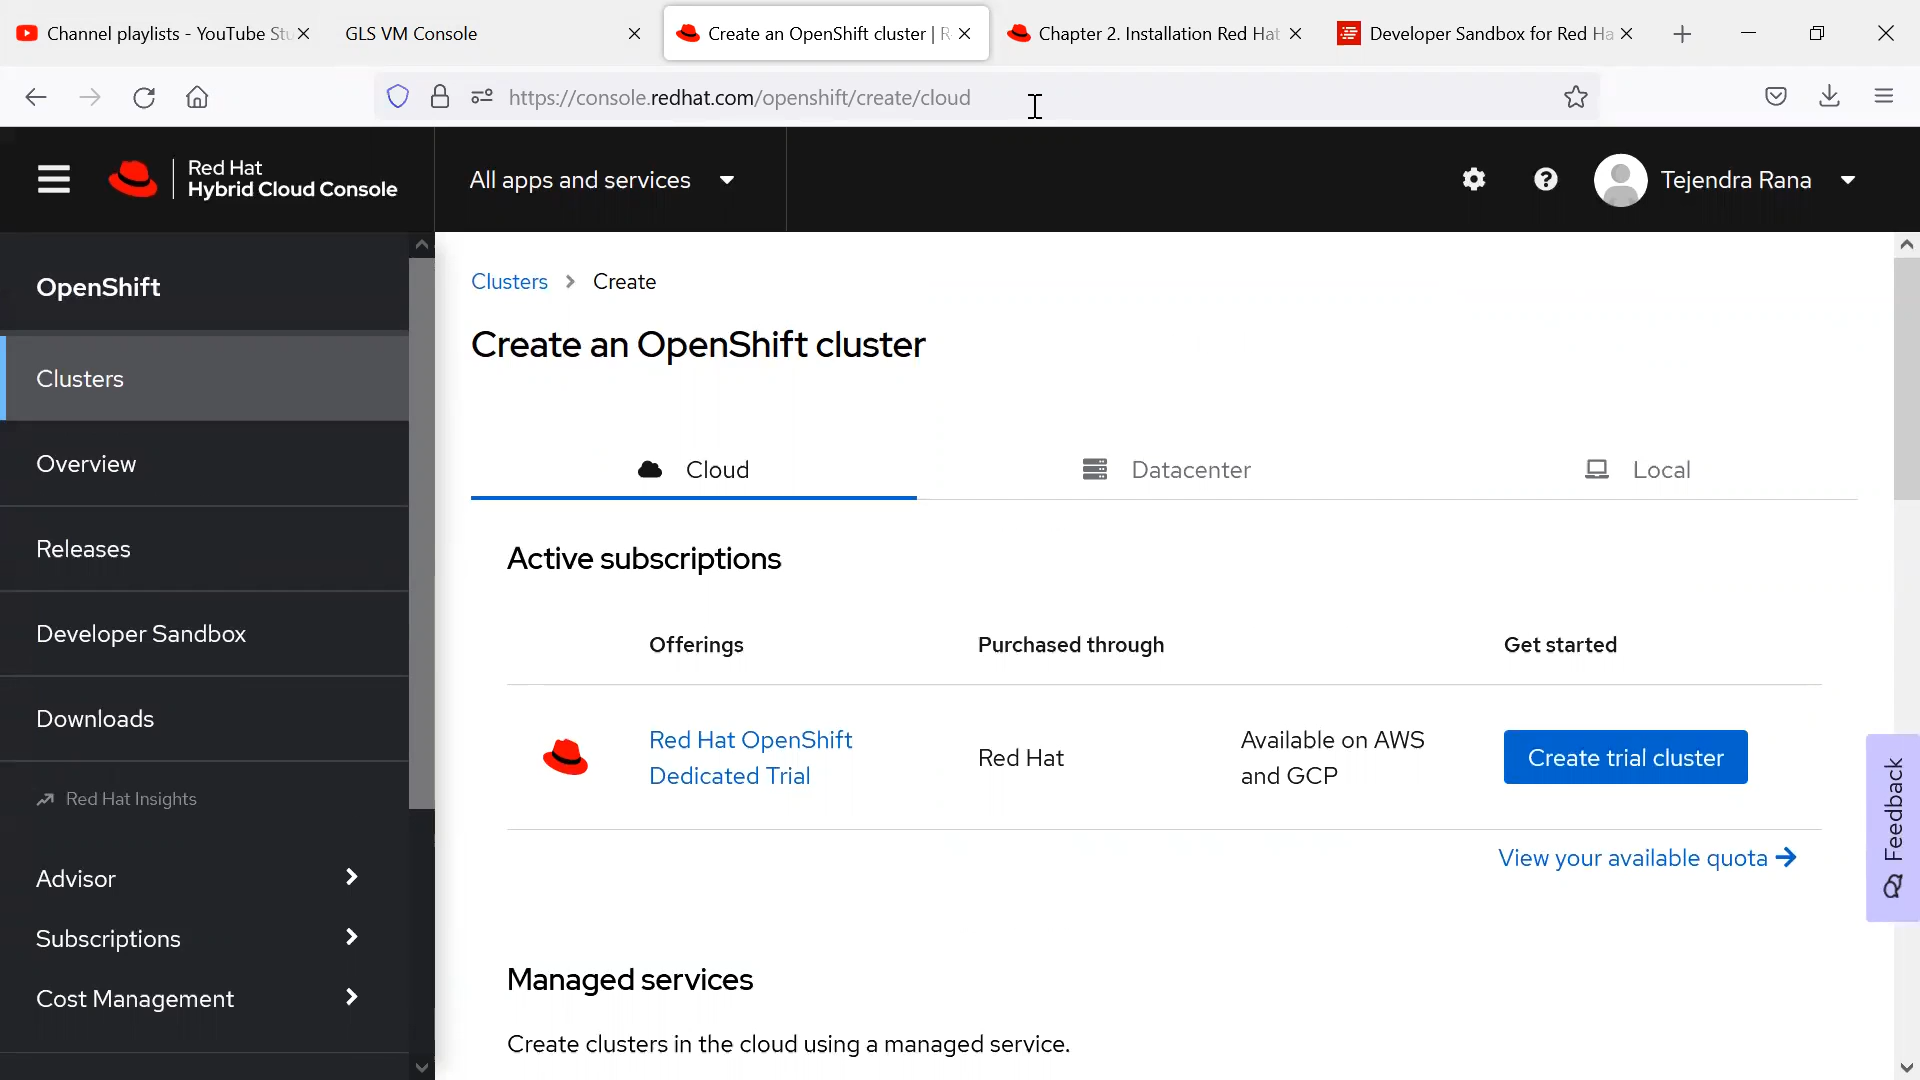 Channel playlists - YouTube Stu
GLS VM Console
Create an OpenShift cluster | R
Chapter 2. Installation Red Hat
Developer Sandbox for Red Ha
https://console.redhat.com/openshift/create/cloud
Red Hat
Hybrid Cloud Console
All apps and services
Tejendra Rana
OpenShift
Clusters
Overview
Releases
Developer Sandbox
Downloads
Red Hat Insights
Advisor
Subscriptions
Cost Management
Clusters > Create
Create an OpenShift cluster
Cloud
Datacenter
Local
Active subscriptions
Offerings
Purchased through
Get started
Red Hat OpenShift
Dedicated Trial
Red Hat
Available on AWS
and GCP
Create trial cluster
View your available quota
Managed services
Create clusters in the cloud using a managed service.
Feedback